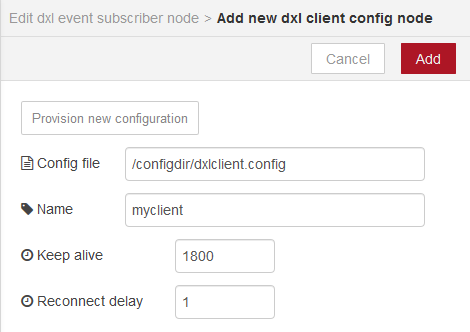 Edit dxl event subscriber node > Add new dxl client config node
Cancel Add
Provision new configuration
Config file /configdir/dxlclient.config
Name myclient
Keep alive 1800
Reconnect delay 1